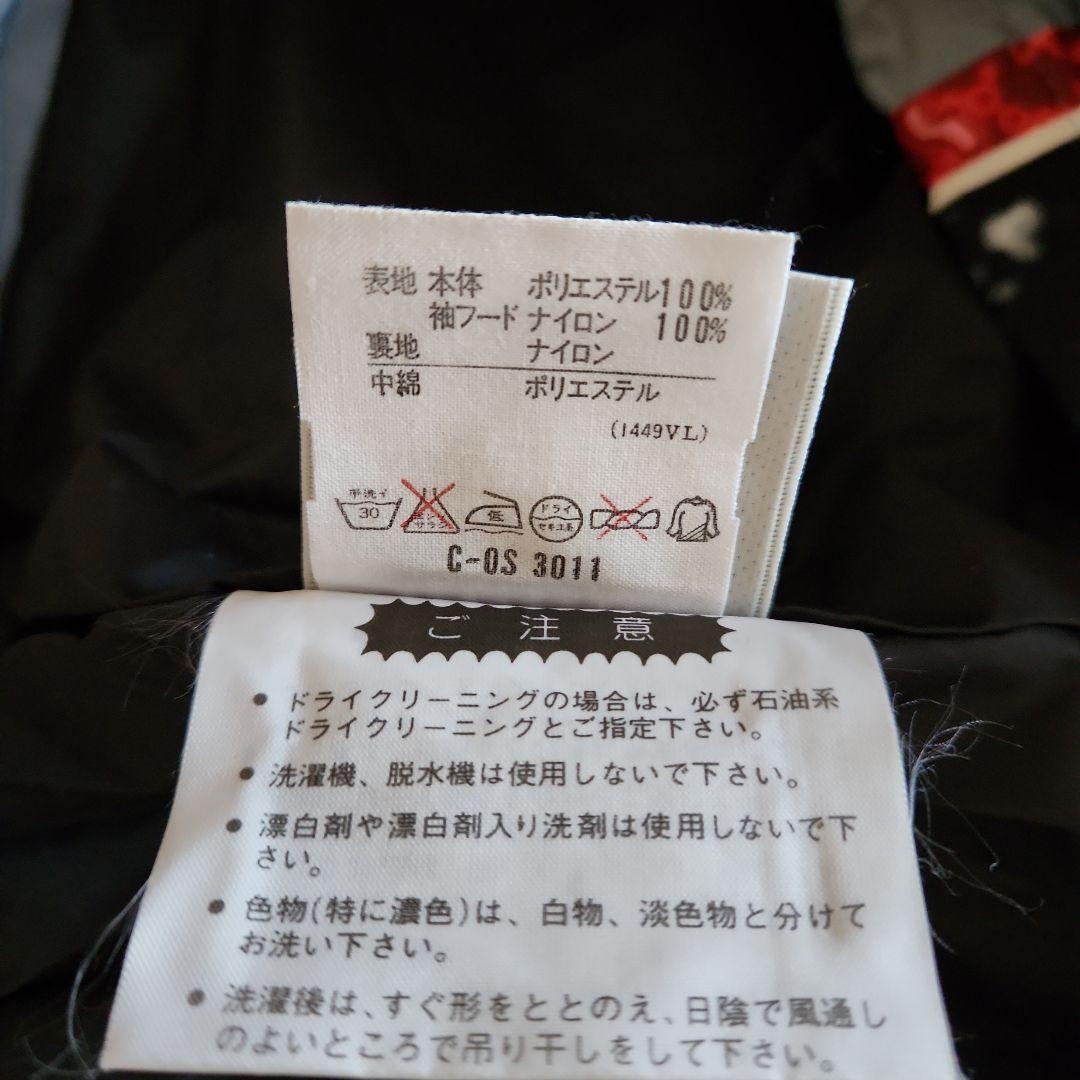 表地 本体 ポリエステル100%
袖フード ナイロン 100%
裏地 ナイロン
中綿 ポリエステル
(1449VL)
手洗イ
30
エンソ
サラシ
低
ドライ
セキユ系
C-OS 3011
ご注意
• ドライクリーニングの場合は、必ず石油系
ドライクリーニングとご指定下さい。
• 洗濯機、脱水機は使用しないで下さい。
• 漂白剤や漂白剤入り洗剤は使用しないで下
さい。
• 色物(特に濃色)は、白物、淡色物と分けて
お洗い下さい。
• 洗濯後は、すぐ形をととのえ、日陰で風通し
のよいところで吊り干しをして下さい。